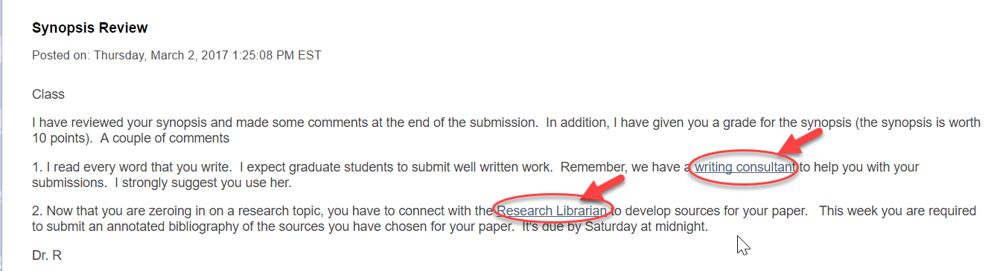 Synopsis Review
Posted on: Thursday, March 2, 2017 1:25:08 PM EST
Class
I have reviewed your synopsis and made some comments at the end of the submission.  In addition, I have given you a grade for the synopsis (the synopsis is worth
10 points).  A couple of comments
1. I read every word that you write.  I expect graduate students to submit well written work.  Remember, we have a writing consultant to help you with your
submissions.  I strongly suggest you use her.
2. Now that you are zeroing in on a research topic, you have to connect with the Research Librarian to develop sources for your paper.   This week you are required
to submit an annotated bibliography of the sources you have chosen for your paper.  It's due by Saturday at midnight.
Dr. R